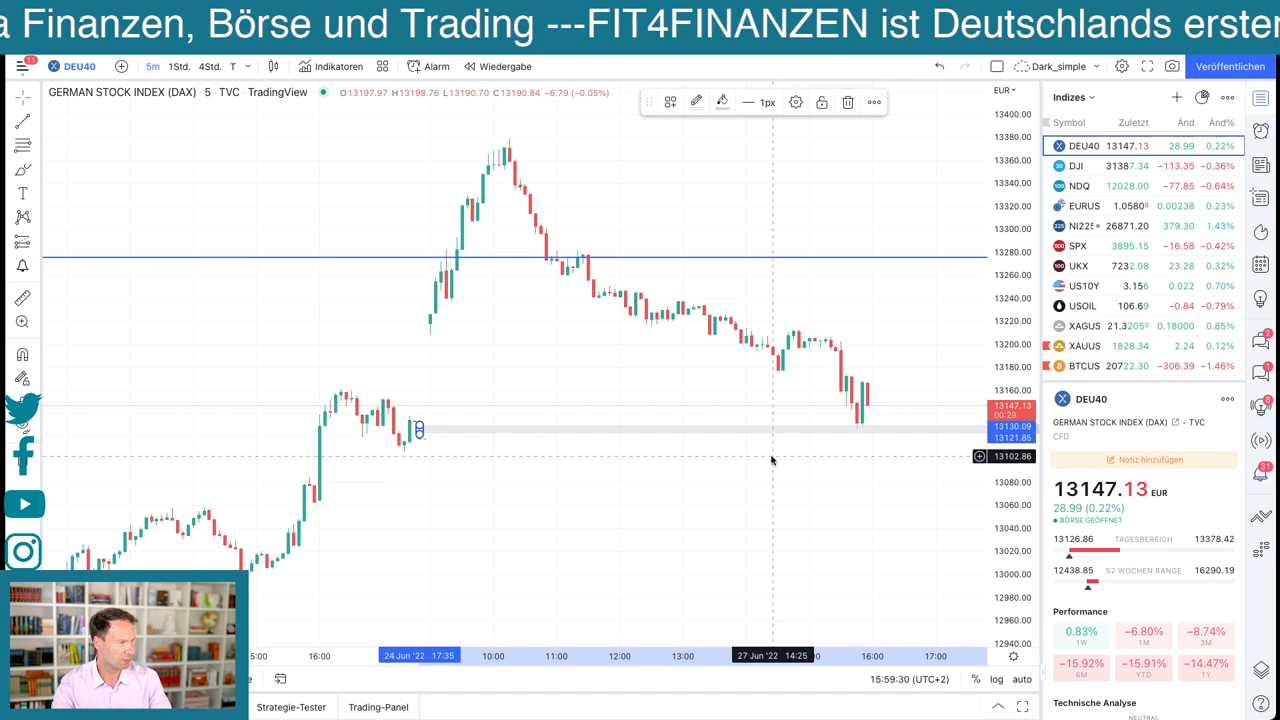 a Finanzen, Börse und Trading ---FIT4FINANZEN ist Deutschlands erster
11
DEU40
5m 1Std. 4Std. T
Indikatoren
Alarm
Wiedergabe
Dark_simple
Veröffentlichen
GERMAN STOCK INDEX (DAX) · 5 · TVC · TradingView
O13197.97 H13198.76 L13190.70 C13190.84 −6.79 (−0.05%)
1px
EUR
13400.00
13380.00
13360.00
13340.00
13320.00
13300.00
13280.00
13260.00
13240.00
13220.00
13200.00
13180.00
13160.00
13147.13
00:29
13130.09
13121.85
13102.86
13080.00
13060.00
13040.00
13020.00
13000.00
12980.00
12960.00
12940.00
5:00
16:00
24 Jun '22 17:35
10:00
11:00
12:00
13:00
27 Jun '22 14:25
16:00
17:00
15:59:30 (UTC+2)
% log auto
Strategie-Tester
Trading-Panel
Indizes
Symbol Zuletzt Änd Änd%
DEU40 13147.13 28.99 0.22%
DJI 31387.34 −113.35 −0.36%
NDQ 12028.00 −77.85 −0.64%
EURUS 1.05808 0.00238 0.23%
NI225 26871.20 379.30 1.43%
SPX 3895.15 −16.58 −0.42%
UKX 7232.08 23.28 0.32%
US10Y 3.156 0.022 0.70%
USOIL 106.69 −0.84 −0.79%
XAGUS 21.32050 0.18000 0.85%
XAUUS 1828.34 2.24 0.12%
BTCUS 20722.30 −306.39 −1.46%
DEU40
GERMAN STOCK INDEX (DAX) · TVC
CFD
Notiz hinzufügen
13147.13 EUR
28.99 (0.22%)
BÖRSE GEÖFFNET
13126.86 TAGESBEREICH 13378.42
12438.85 52 WOCHEN RANGE 16290.19
Performance
0.83% −6.80% −8.74%
1W 1M 3M
−15.92% −15.91% −14.47%
6M YTD 1Y
Technische Analyse
NEUTRAL
2
1
8
31